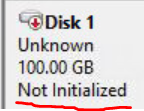 Disk 1
Unknown
100.00 GB
Not Initialized